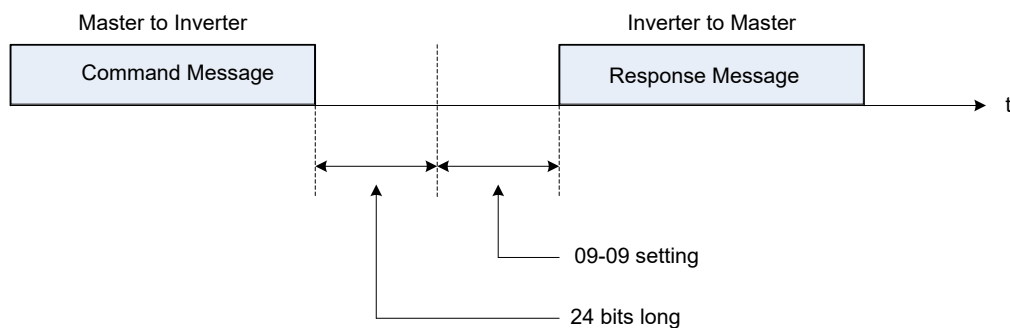 Master to Inverter
Inverter to Master
Command Message
Response Message
t
09-09 setting
24 bits long